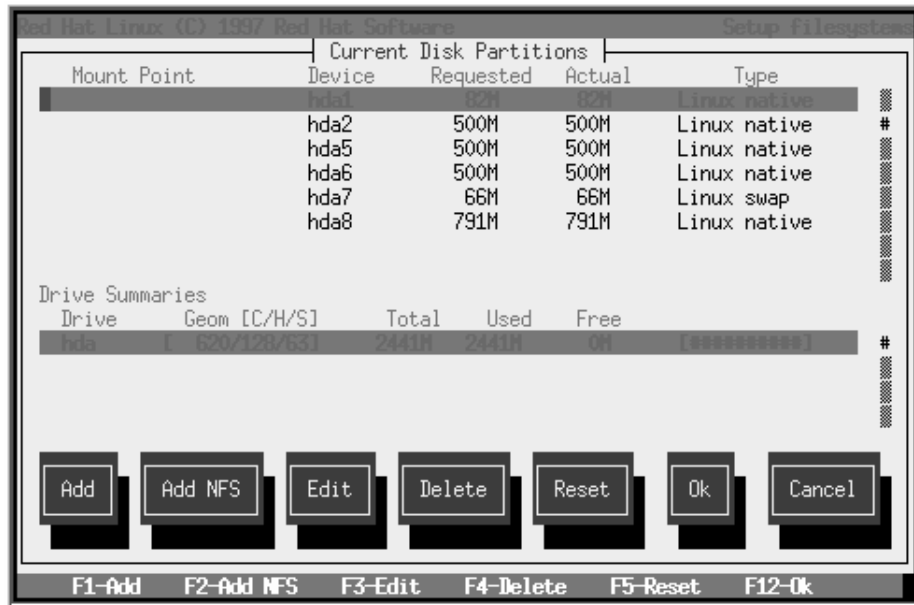 Red Hat Linux (C) 1997 Red Hat Software Setup filesystems
Current Disk Partitions
Mount Point Device Requested Actual Type
hda1 82M 82M Linux native
hda2 500M 500M Linux native
#
hda5 500M 500M Linux native
hda6 500M 500M Linux native
hda7 66M 66M Linux swap
hda8 791M 791M Linux native
Drive Summaries
Drive Geom [C/H/S] Total Used Free
hda [ 620/128/63] 2441M 2441M 0M [##########]
#
Add Add NFS Edit Delete Reset Ok Cancel
F1-Add F2-Add NFS F3-Edit F4-Delete F5-Reset F12-Ok